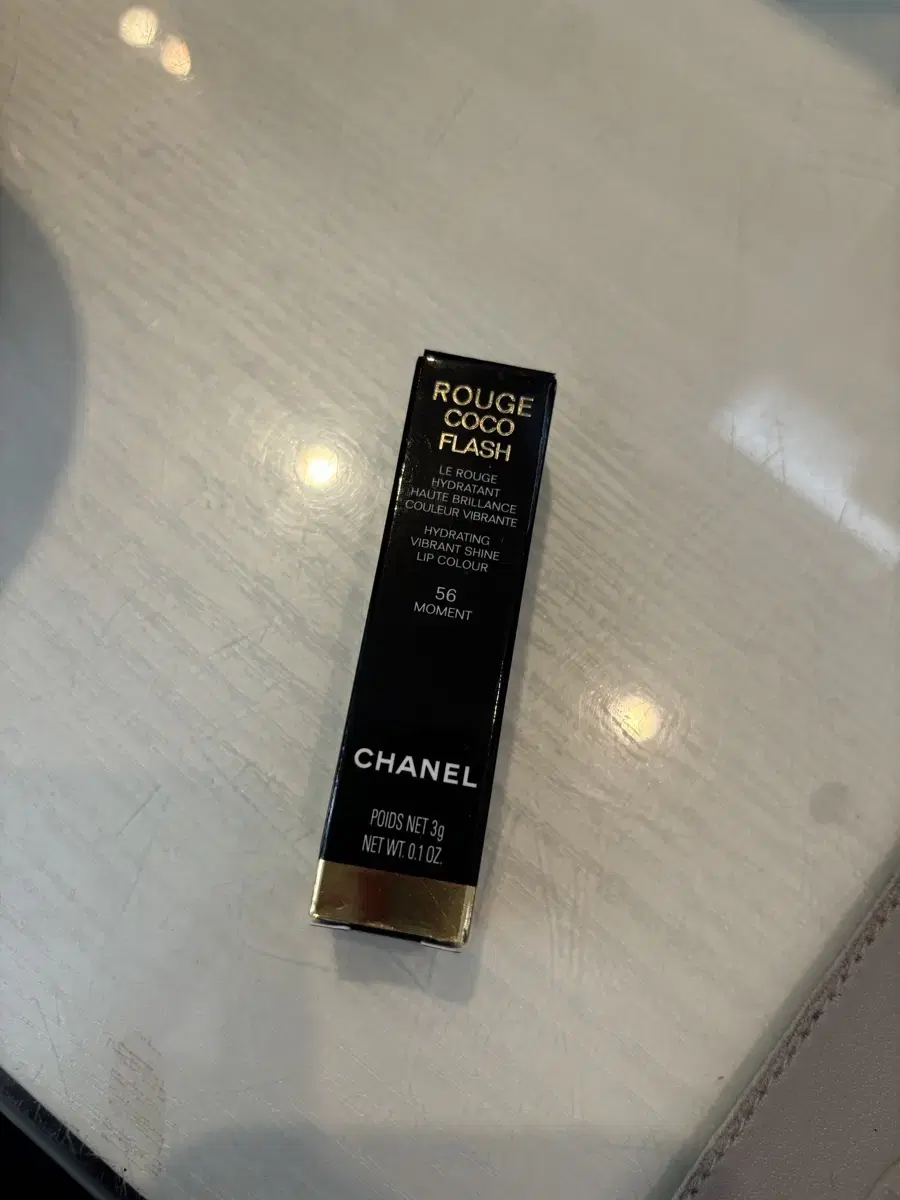 ROUGE
COCO
FLASH
LE ROUGE
HYDRATANT
HAUTE BRILLANCE
COULEUR VIBRANTE
HYDRATING
VIBRANT SHINE
LIP COLOUR
56
MOMENT
CHANEL
POIDS NET 3g
NET WT. 0.1 OZ.